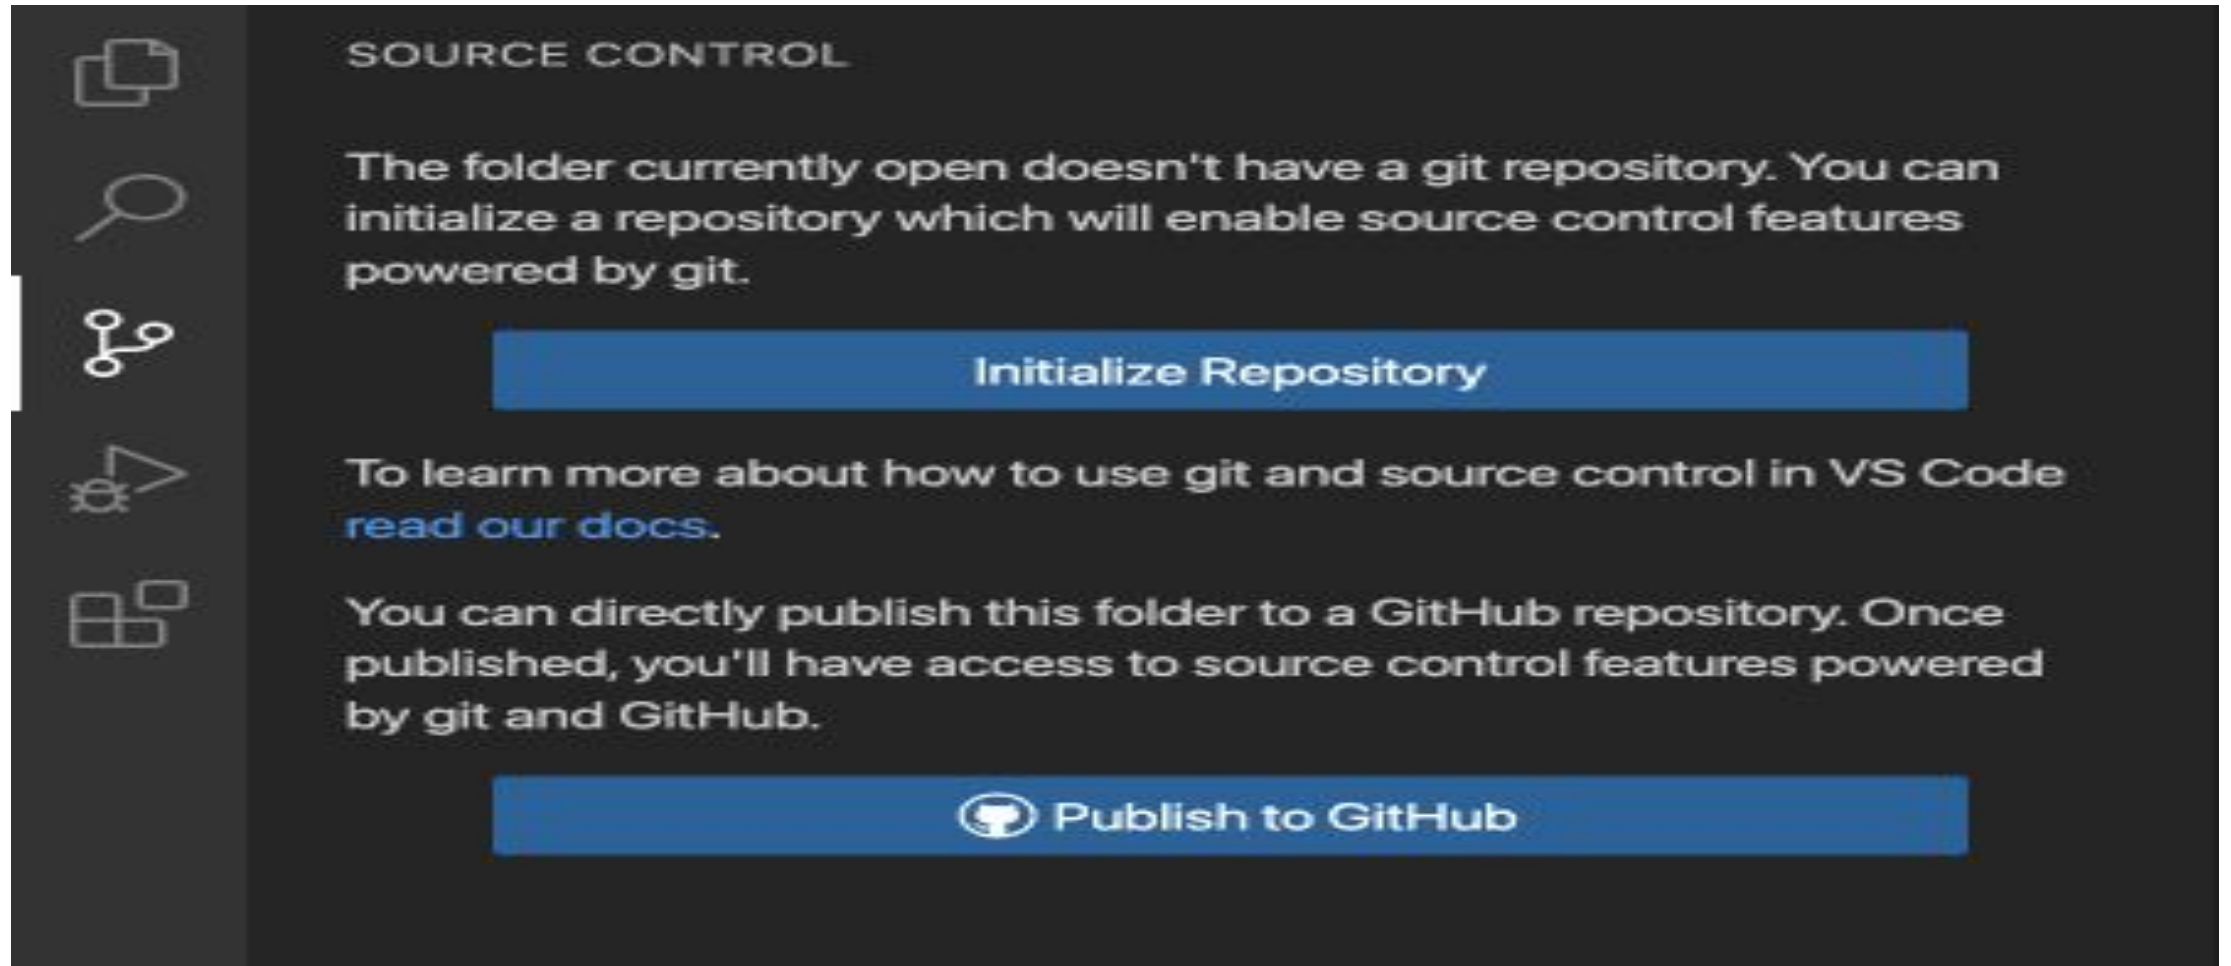 SOURCE CONTROL
The folder currently open doesn't have a git repository. You can
initialize a repository which will enable source control features
powered by git.
Initialize Repository
To learn more about how to use git and source control in VS Code
read our docs.
You can directly publish this folder to a GitHub repository. Once
published, you'll have access to source control features powered
by git and GitHub.
Publish to GitHub